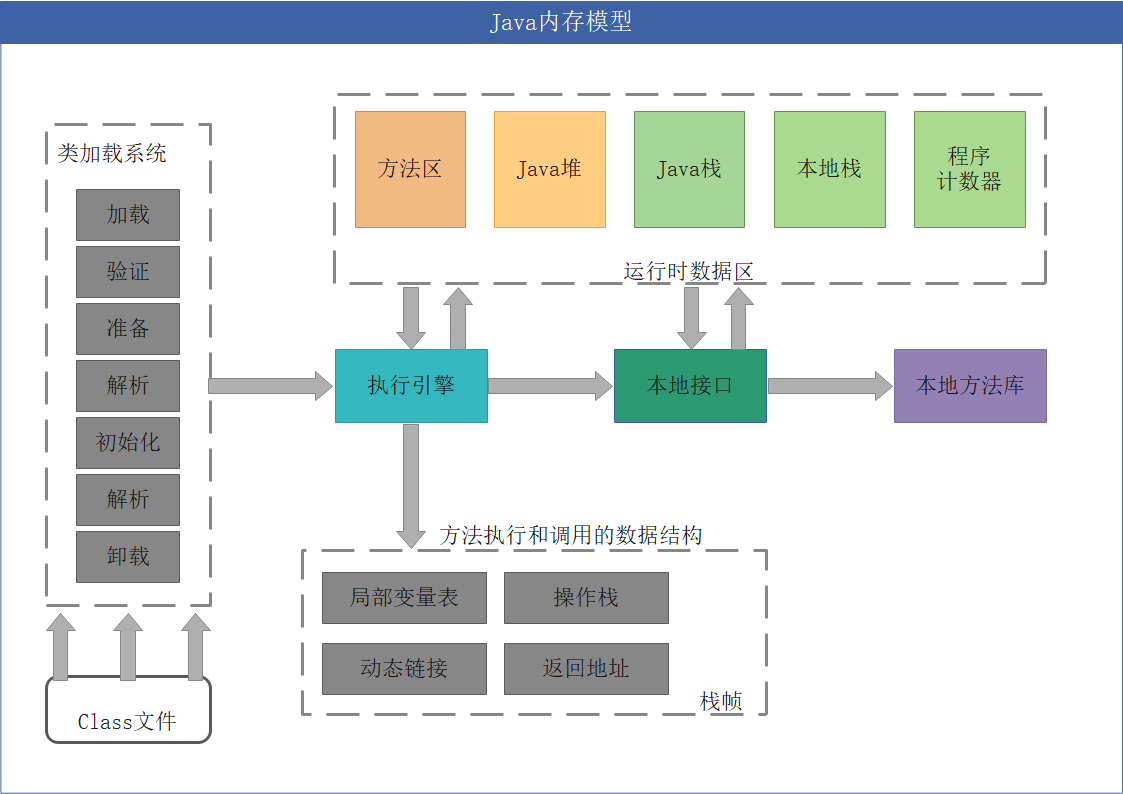 Java内存模型
类加载系统
加载
验证
准备
解析
初始化
解析
卸载
Class文件
方法区
Java堆
Java栈
本地栈
程序
计数器
运行时数据区
执行引擎
本地接口
本地方法库
方法执行和调用的数据结构
局部变量表
操作栈
动态链接
返回地址
栈帧